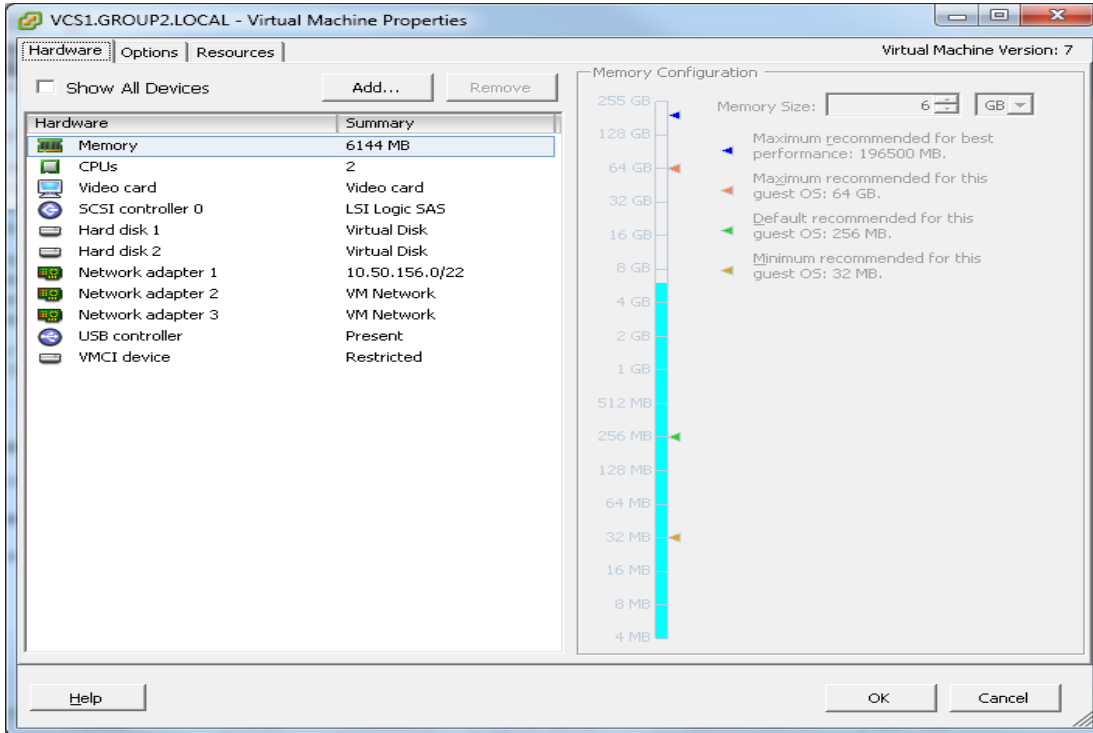 VCS1.GROUP2.LOCAL - Virtual Machine Properties
Hardware Options Resources Virtual Machine Version: 7
Show All Devices Add... Remove
Hardware Summary
Memory 6144 MB
CPUs 2
Video card Video card
SCSI controller 0 LSI Logic SAS
Hard disk 1 Virtual Disk
Hard disk 2 Virtual Disk
Network adapter 1 10.50.156.0/22
Network adapter 2 VM Network
Network adapter 3 VM Network
USB controller Present
VMCI device Restricted
Memory Configuration
255 GB
128 GB
64 GB
32 GB
16 GB
8 GB
4 GB
2 GB
1 GB
512 MB
256 MB
128 MB
64 MB
32 MB
16 MB
8 MB
4 MB
Memory Size: 6 GB
Maximum recommended for best
performance: 196500 MB.
Maximum recommended for this
guest OS: 64 GB.
Default recommended for this
guest OS: 256 MB.
Minimum recommended for this
guest OS: 32 MB.
Help OK Cancel